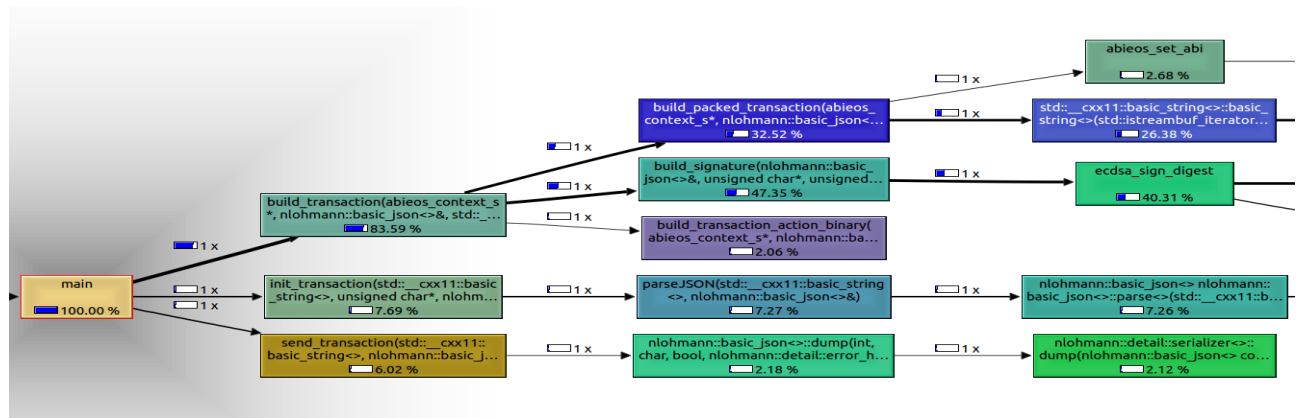 abieos_set_abi
2.68 %
1 x
build_packed_transaction(abieos_
context_s*, nlohmann::basic_json<...
32.52 %
1 x
std::__cxx11::basic_string<>::basic_
string<>(std::istreambuf_iterator...
26.38 %
1 x
build_signature(nlohmann::basic_
json<>&, unsigned char*, unsigned...
47.35 %
1 x
ecdsa_sign_digest
40.31 %
1 x
build_transaction(abieos_context_s
*, nlohmann::basic_json<>&, std::_...
83.59 %
1 x
1 x
build_transaction_action_binary(
abieos_context_s*, nlohmann::ba...
2.06 %
1 x
main
100.00 %
1 x
init_transaction(std::__cxx11::basic
_string<>, unsigned char*, nlohm...
7.69 %
1 x
parseJSON(std::__cxx11::basic_string
<>, nlohmann::basic_json<>&)
7.27 %
1 x
nlohmann::basic_json<> nlohmann::
basic_json<>::parse<>(std::__cxx11::b...
7.26 %
1 x
send_transaction(std::__cxx11::
basic_string<>, nlohmann::basic_j...
6.02 %
1 x
nlohmann::basic_json<>::dump(int,
char, bool, nlohmann::detail::error_h...
2.18 %
1 x
nlohmann::detail::serializer<>::
dump(nlohmann::basic_json<> co...
2.12 %